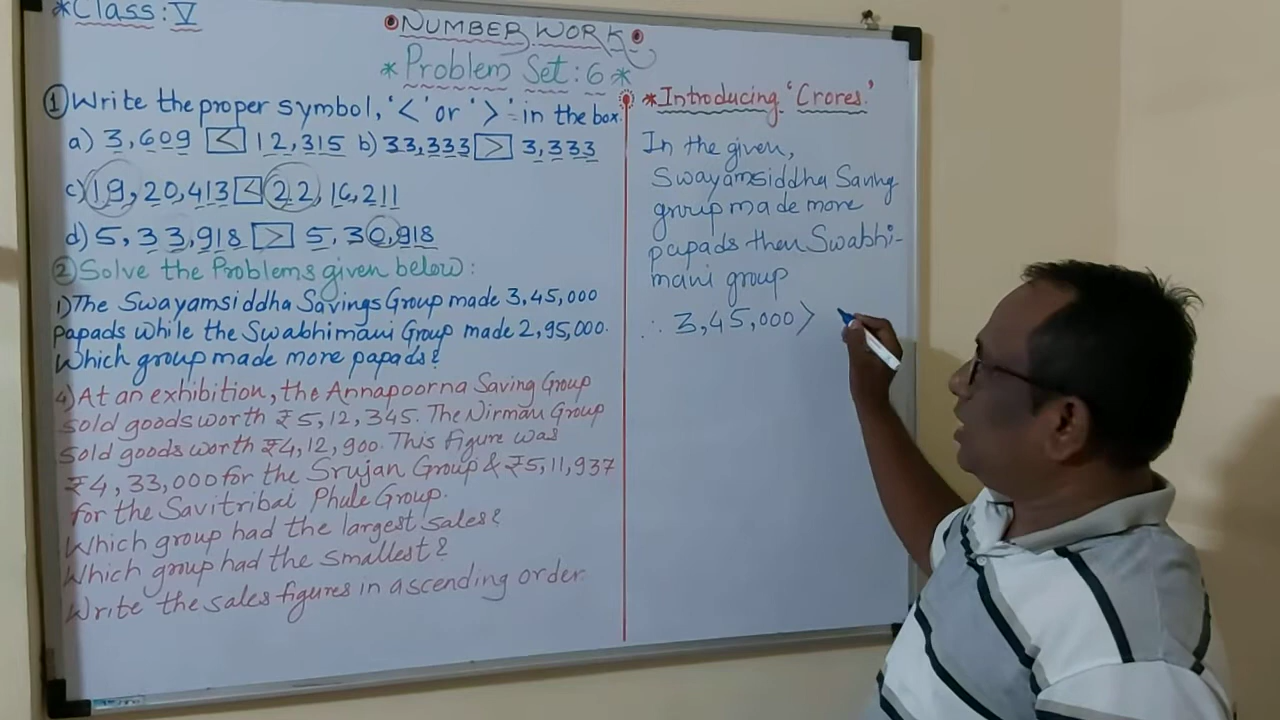 *Class: V
NUMBER WORK
* Problem Set: 6 *
① Write the proper symbol, '<' or '>' in the box.
a) 3,609 < 12,315 b) 33,333 > 3,333
c) 19,20,413 < 22,16,211
d) 5,33,918 > 5,30,918
② Solve the Problems given below:
1) The Swayamsiddha Savings Group made 3,45,000
papads while the Swabhimani Group made 2,95,000.
Which group made more papads?
4) At an exhibition, the Annapoorna Saving Group
sold goods worth ₹5,12,345. The Nirman Group
sold goods worth ₹4,12,900. This figure was
₹4,33,000 for the Srujan Group & ₹5,11,937
for the Savitribai Phule Group.
Which group had the largest sales?
Which group had the smallest?
Write the sales figures in ascending order.
* Introducing 'Crores.'
In the given,
Swayamsiddha Saving
group made more
papads then Swabhi-
mani group
∴ 3,45,000 >